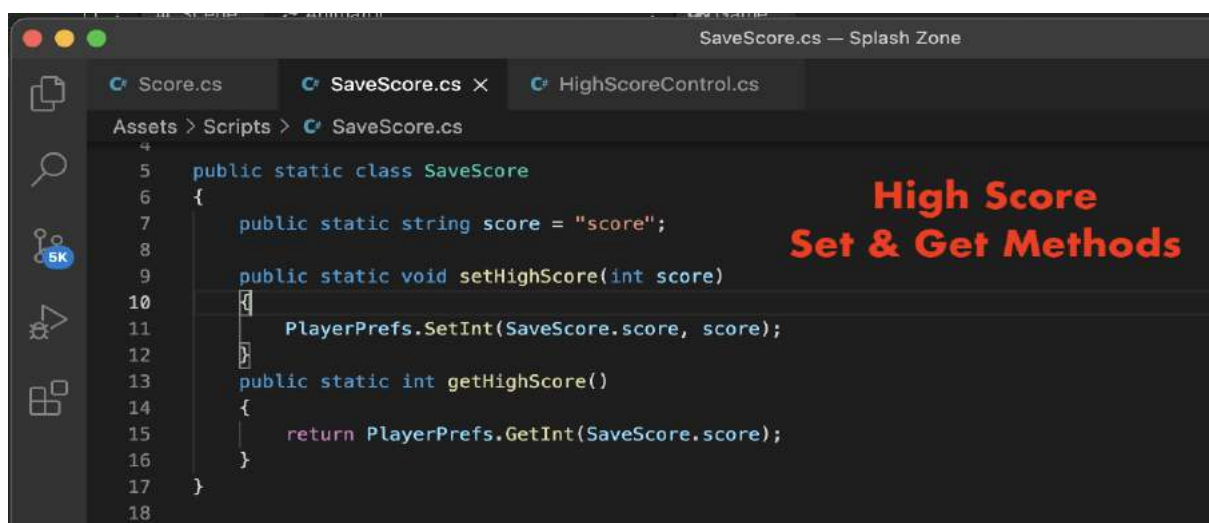 SaveScore.cs — Splash Zone
Score.cs SaveScore.cs × HighScoreControl.cs
Assets > Scripts > SaveScore.cs
4
5 public static class SaveScore
6 {
7 public static string score = "score";
8
9 public static void setHighScore(int score)
10 {
11 PlayerPrefs.SetInt(SaveScore.score, score);
12 }
13 public static int getHighScore()
14 {
15 return PlayerPrefs.GetInt(SaveScore.score);
16 }
17 }
18
High Score
Set & Get Methods
5K